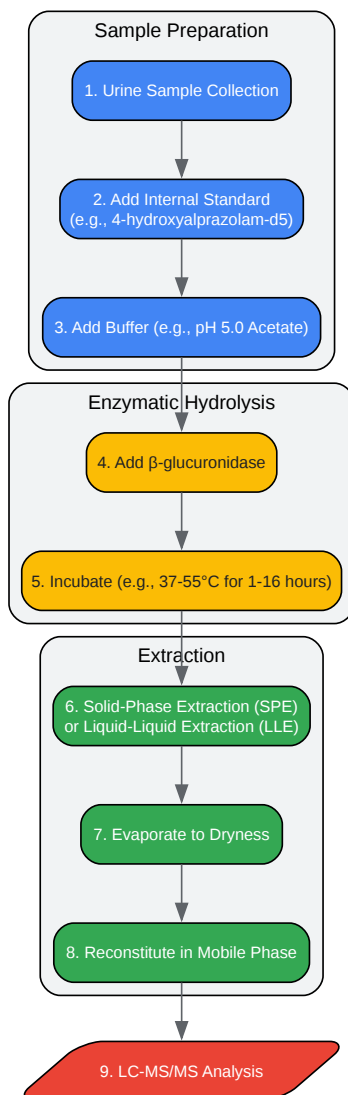 Sample Preparation
1. Urine Sample Collection
2. Add Internal Standard
(e.g., 4-hydroxyalprazolam-d5)
3. Add Buffer (e.g., pH 5.0 Acetate)
Enzymatic Hydrolysis
4. Add β-glucuronidase
5. Incubate (e.g., 37-55°C for 1-16 hours)
Extraction
6. Solid-Phase Extraction (SPE)
or Liquid-Liquid Extraction (LLE)
7. Evaporate to Dryness
8. Reconstitute in Mobile Phase
9. LC-MS/MS Analysis